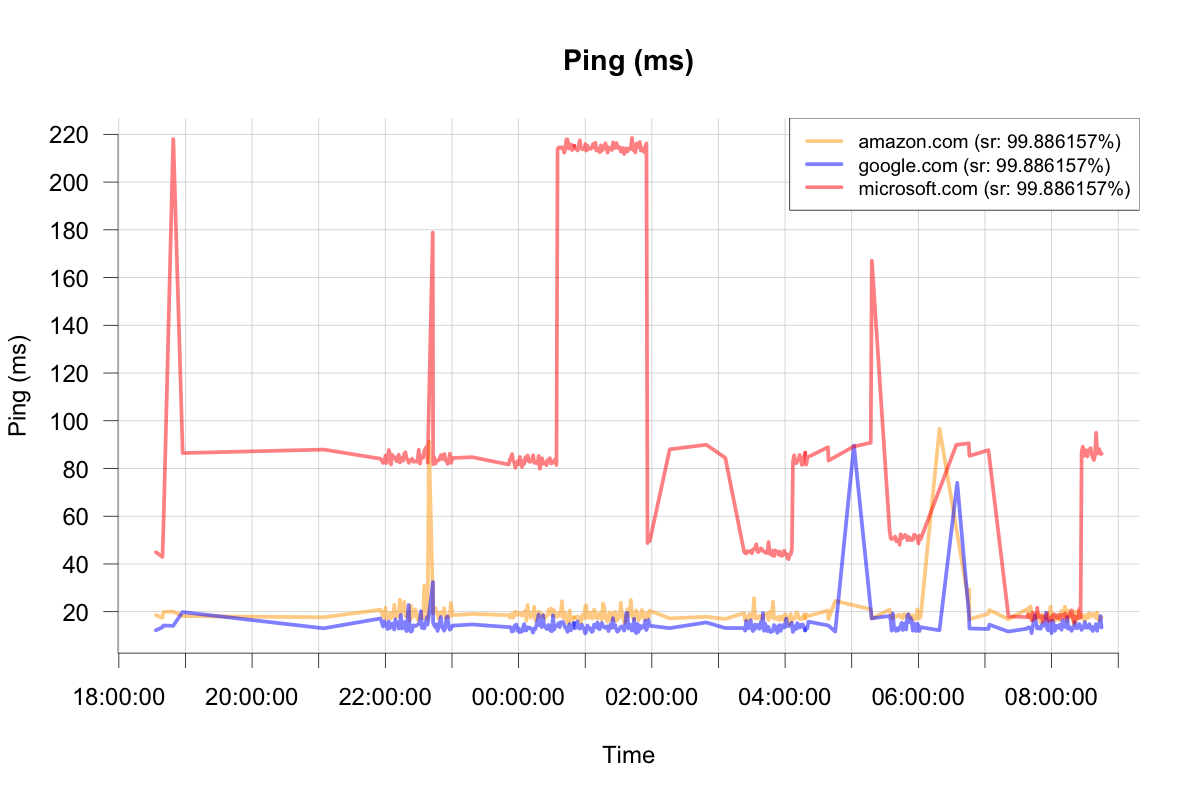 Ping (ms)
220
200
180
160
140
120
100
80
60
40
20
Ping (ms)
amazon.com (sr: 99.886157%)
google.com (sr: 99.886157%)
microsoft.com (sr: 99.886157%)
18:00:00 20:00:00 22:00:00 00:00:00 02:00:00 04:00:00 06:00:00 08:00:00
Time